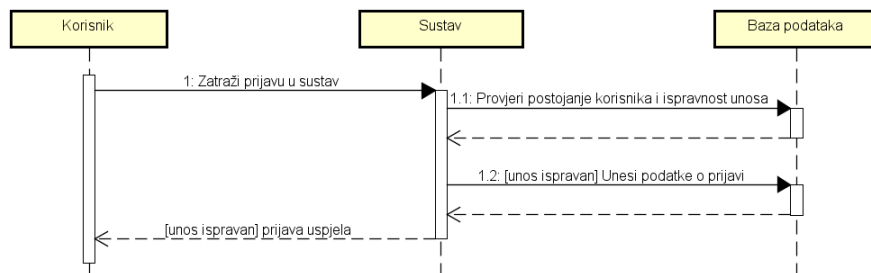 Korisnik
Sustav
Baza podataka
1: Zatraži prijavu u sustav
1.1: Provjeri postojanje korisnika i ispravnost unosa
1.2: [unos ispravan] Unesi podatke o prijavi
[unos ispravan] prijava uspjela